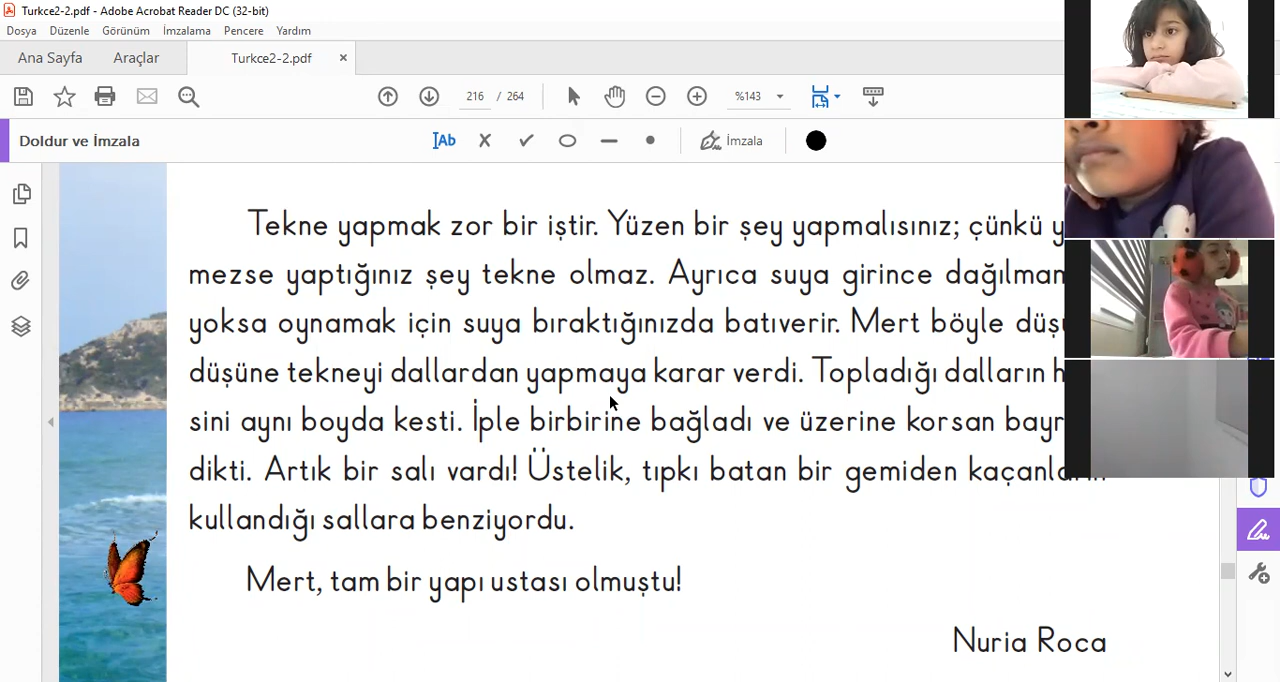 Turkce2-2.pdf - Adobe Acrobat Reader DC (32-bit)
Dosya Düzenle Görünüm İmzalama Pencere Yardım
Ana Sayfa Araçlar Turkce2-2.pdf ×
216 / 264 %143
Doldur ve İmzala Ab İmzala
Tekne yapmak zor bir iştir. Yüzen bir şey yapmalısınız; çünkü
mezse yaptığınız şey tekne olmaz. Ayrıca suya girince
yoksa oynamak için suya bıraktığınızda batıverir. Mert böyle
düşüne tekneyi dallardan yapmaya karar verdi. Topladığı dalların
sini aynı boyda kesti. İple birbirine bağladı ve üzerine korsan
dikti. Artık bir salı vardı! Üstelik, tıpkı batan bir gemiden kaçanların
kullandığı sallara benziyordu.
Mert, tam bir yapı ustası olmuştu!
Nuria Roca